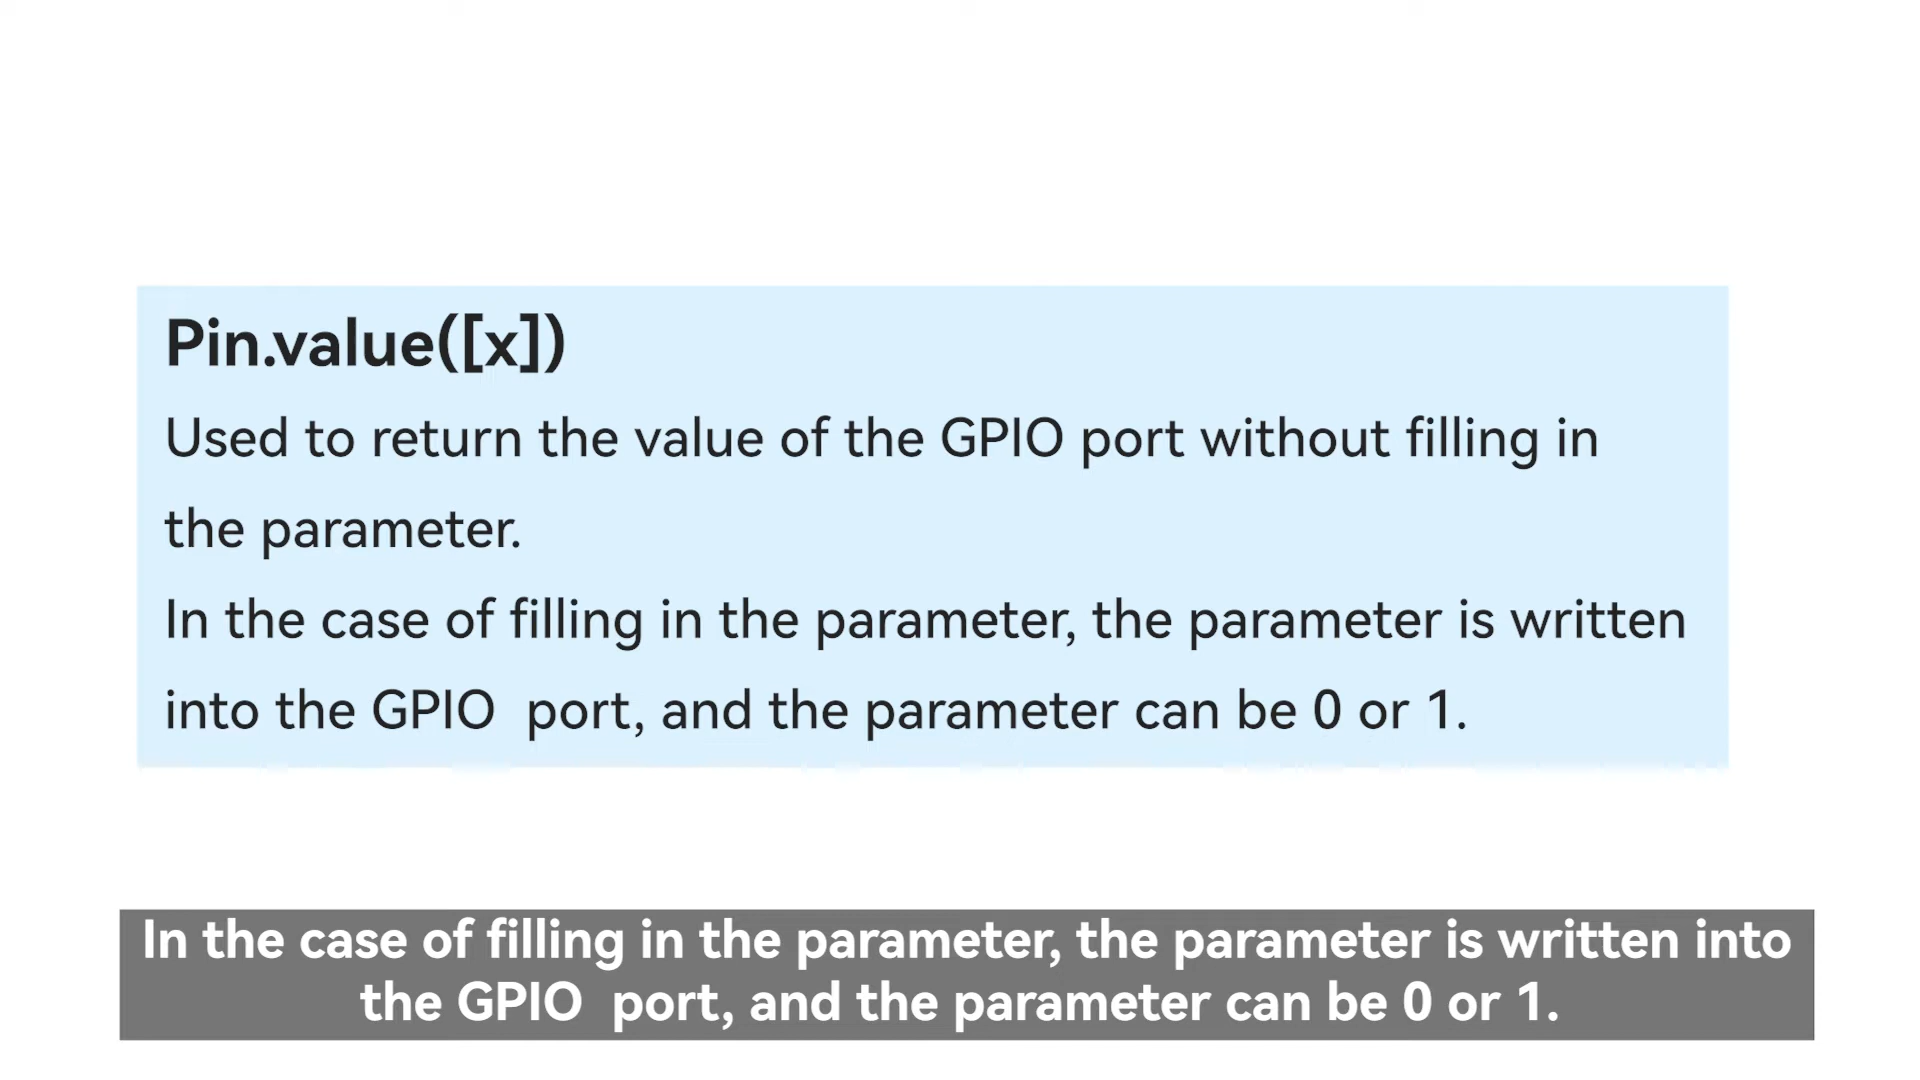 Pin.value([x])
Used to return the value of the GPIO port without filling in
the parameter.
In the case of filling in the parameter, the parameter is written
into the GPIO  port, and the parameter can be 0 or 1.
In the case of filling in the parameter, the parameter is written into
the GPIO  port, and the parameter can be 0 or 1.